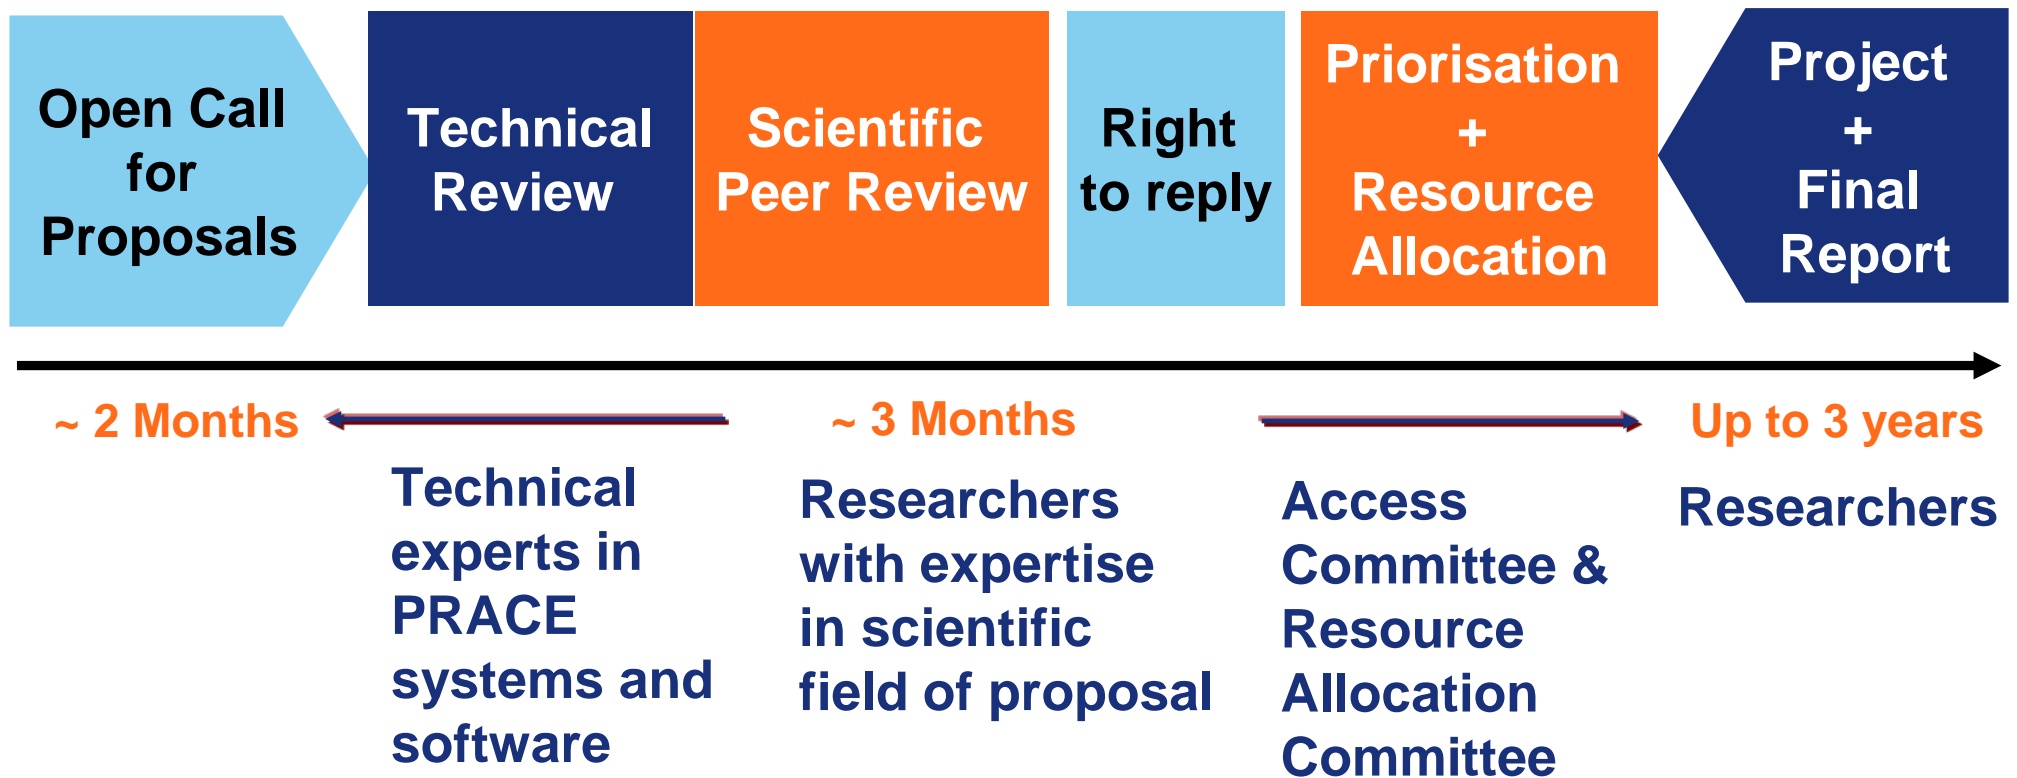 Open Call
for
Proposals
Technical
Review
Scientific
Peer Review
Right
to reply
Priorisation
+
Resource
Allocation
Project
+
Final
Report
~ 2 Months
~ 3 Months
Up to 3 years
Technical
experts in
PRACE
systems and
software
Researchers
with expertise
in scientific
field of proposal
Access
Committee &
Resource
Allocation
Committee
Researchers